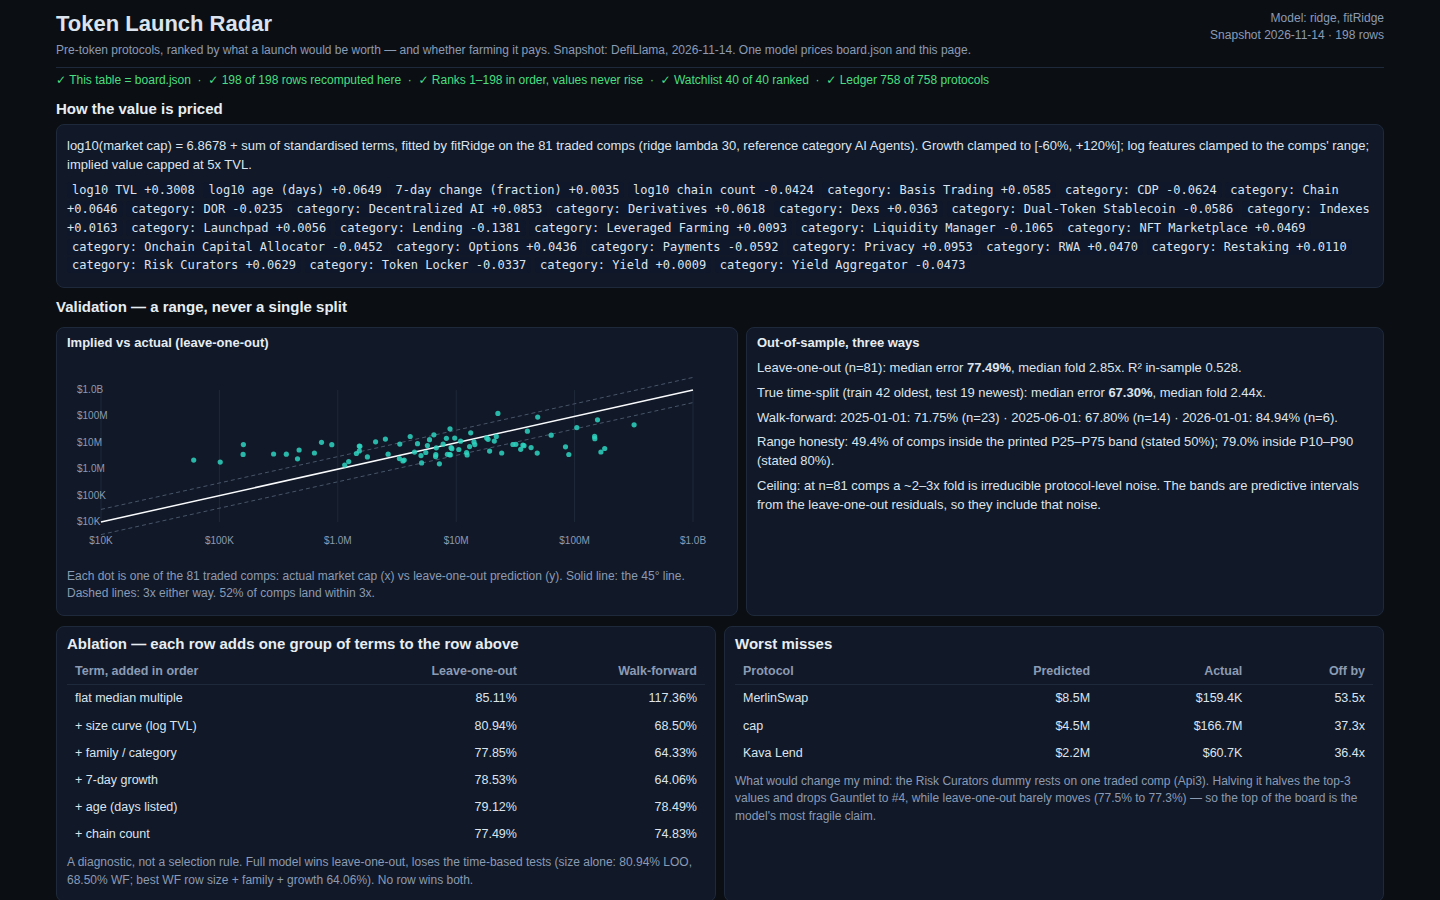 Token Launch Radar
Model: ridge, fitRidge
Pre-token protocols, ranked by what a launch would be worth — and whether farming it pays. Snapshot: DefiLlama, 2026-11-14. One model prices board.json and this page.
Snapshot 2026-11-14 · 198 rows
✓ This table = board.json · ✓ 198 of 198 rows recomputed here · ✓ Ranks 1–198 in order, values never rise · ✓ Watchlist 40 of 40 ranked · ✓ Ledger 758 of 758 protocols
How the value is priced
log10(market cap) = 6.8678 + sum of standardised terms, fitted by fitRidge on the 81 traded comps (ridge lambda 30, reference category AI Agents). Growth clamped to [-60%, +120%]; log features clamped to the comps' range;
implied value capped at 5x TVL.
log10 TVL +0.3008 log10 age (days) +0.0649 7-day change (fraction) +0.0035 log10 chain count -0.0424 category: Basis Trading +0.0585 category: CDP -0.0624 category: Chain
+0.0646 category: DOR -0.0235 category: Decentralized AI +0.0853 category: Derivatives +0.0618 category: Dexs +0.0363 category: Dual-Token Stablecoin -0.0586 category: Indexes
+0.0163 category: Launchpad +0.0056 category: Lending -0.1381 category: Leveraged Farming +0.0093 category: Liquidity Manager -0.1065 category: NFT Marketplace +0.0469
category: Onchain Capital Allocator -0.0452 category: Options +0.0436 category: Payments -0.0592 category: Privacy +0.0953 category: RWA +0.0470 category: Restaking +0.0110
category: Risk Curators +0.0629 category: Token Locker -0.0337 category: Yield +0.0009 category: Yield Aggregator -0.0473
Validation — a range, never a single split
Implied vs actual (leave-one-out)
$1.0B
$100M
$10M
$1.0M
$100K
$10K
$10K $100K $1.0M $10M $100M $1.0B
Each dot is one of the 81 traded comps: actual market cap (x) vs leave-one-out prediction (y). Solid line: the 45° line.
Dashed lines: 3x either way. 52% of comps land within 3x.
Out-of-sample, three ways
Leave-one-out (n=81): median error 77.49%, median fold 2.85x. R² in-sample 0.528.
True time-split (train 42 oldest, test 19 newest): median error 67.30%, median fold 2.44x.
Walk-forward: 2025-01-01: 71.75% (n=23) · 2025-06-01: 67.80% (n=14) · 2026-01-01: 84.94% (n=6).
Range honesty: 49.4% of comps inside the printed P25–P75 band (stated 50%); 79.0% inside P10–P90
(stated 80%).
Ceiling: at n=81 comps a ~2–3x fold is irreducible protocol-level noise. The bands are predictive intervals
from the leave-one-out residuals, so they include that noise.
Ablation — each row adds one group of terms to the row above
Term, added in order Leave-one-out Walk-forward
flat median multiple 85.11% 117.36%
+ size curve (log TVL) 80.94% 68.50%
+ family / category 77.85% 64.33%
+ 7-day growth 78.53% 64.06%
+ age (days listed) 79.12% 78.49%
+ chain count 77.49% 74.83%
A diagnostic, not a selection rule. Full model wins leave-one-out, loses the time-based tests (size alone: 80.94% LOO,
68.50% WF; best WF row size + family + growth 64.06%). No row wins both.
Worst misses
Protocol Predicted Actual Off by
MerlinSwap $8.5M $159.4K 53.5x
cap $4.5M $166.7M 37.3x
Kava Lend $2.2M $60.7K 36.4x
What would change my mind: the Risk Curators dummy rests on one traded comp (Api3). Halving it halves the top-3
values and drops Gauntlet to #4, while leave-one-out barely moves (77.5% to 77.3%) — so the top of the board is the
model's most fragile claim.